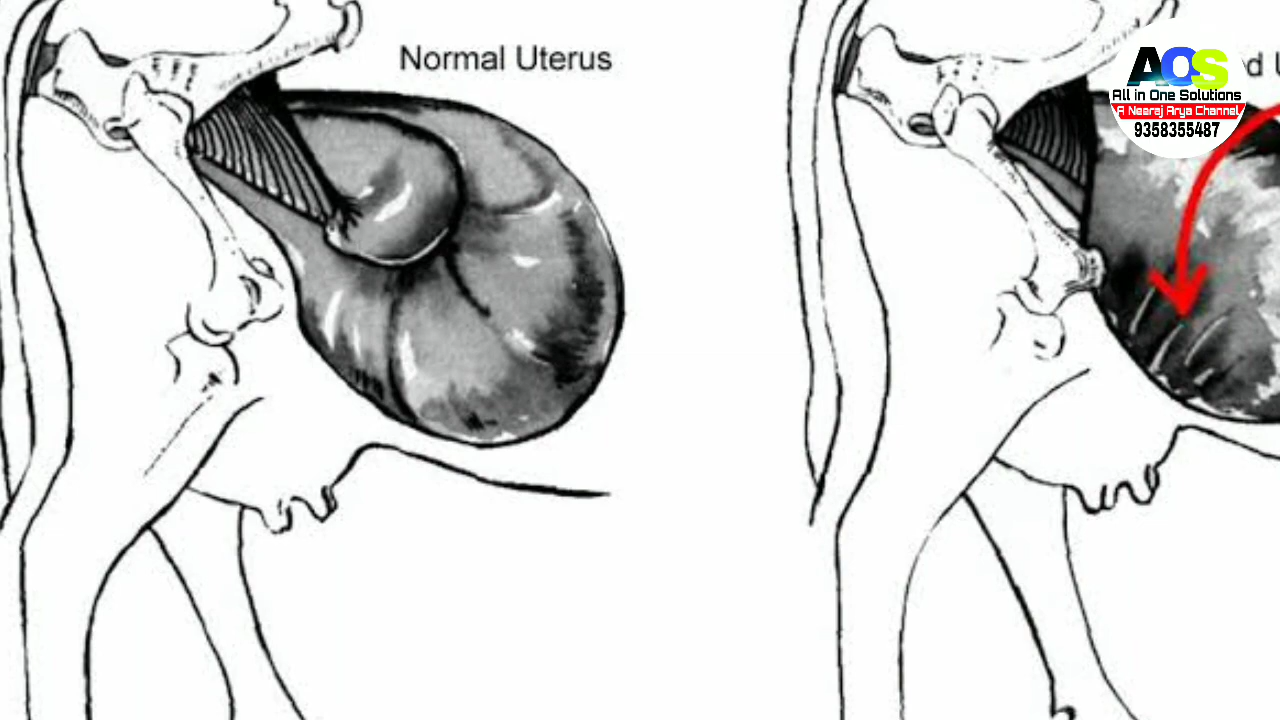 Normal Uterus
d U
AOS
All in One Solutions
A Neeraj Arya Channel
9358355487